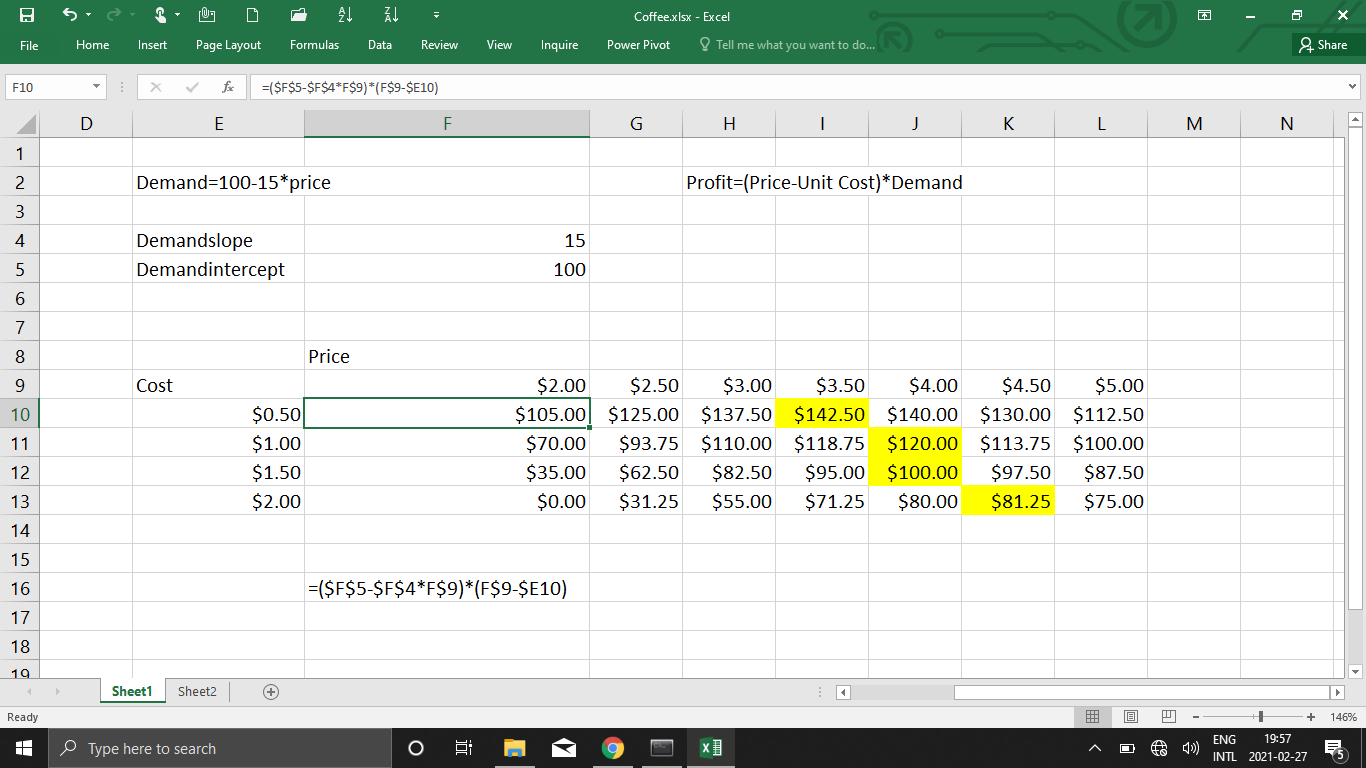 Coffee.xlsx - Excel
File Home Insert Page Layout Formulas Data Review View Inquire Power Pivot Tell me what you want to do... Share
F10 fx =($F$5-$F$4*F$9)*(F$9-$E10)
D E F G H I J K L M N
1
2 Demand=100-15*price Profit=(Price-Unit Cost)*Demand
3
4 Demandslope 15
5 Demandintercept 100
6
7
8 Price
9 Cost $2.00 $2.50 $3.00 $3.50 $4.00 $4.50 $5.00
10 $0.50 $105.00 $125.00 $137.50 $142.50 $140.00 $130.00 $112.50
11 $1.00 $70.00 $93.75 $110.00 $118.75 $120.00 $113.75 $100.00
12 $1.50 $35.00 $62.50 $82.50 $95.00 $100.00 $97.50 $87.50
13 $2.00 $0.00 $31.25 $55.00 $71.25 $80.00 $81.25 $75.00
14
15
16 =($F$5-$F$4*F$9)*(F$9-$E10)
17
18
19
Sheet1 Sheet2
Ready 146%
Type here to search ENG 19:57
INTL 2021-02-27 5